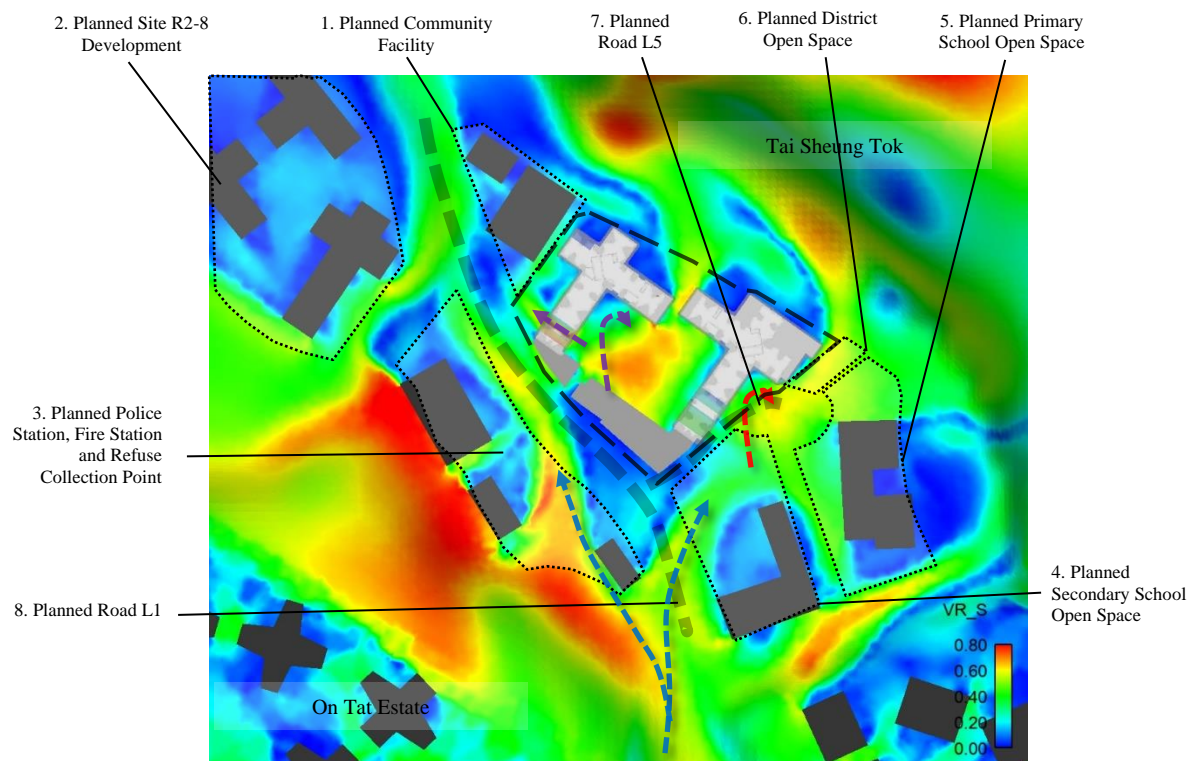 2. Planned Site R2-8
Development
1. Planned Community
Facility
7. Planned
Road L5
6. Planned District
Open Space
5. Planned Primary
School Open Space
Tai Sheung Tok
3. Planned Police
Station, Fire Station
and Refuse
Collection Point
8. Planned Road L1
4. Planned
Secondary School
Open Space
On Tat Estate
VR_S
0.80
0.60
0.40
0.20
0.00